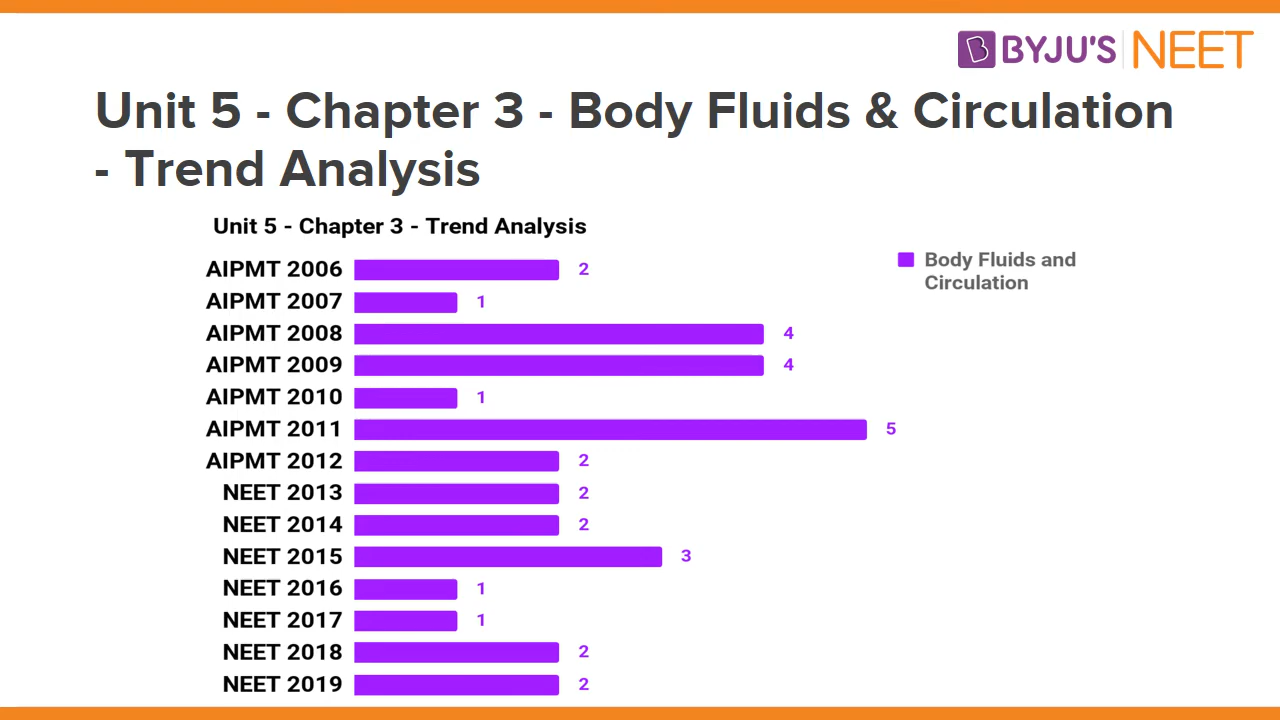 BYJU'S NEET
Unit 5 - Chapter 3 - Body Fluids & Circulation
- Trend Analysis
Unit 5 - Chapter 3 - Trend Analysis
Body Fluids and
Circulation
AIPMT 2006 2
AIPMT 2007 1
AIPMT 2008 4
AIPMT 2009 4
AIPMT 2010 1
AIPMT 2011 5
AIPMT 2012 2
NEET 2013 2
NEET 2014 2
NEET 2015 3
NEET 2016 1
NEET 2017 1
NEET 2018 2
NEET 2019 2